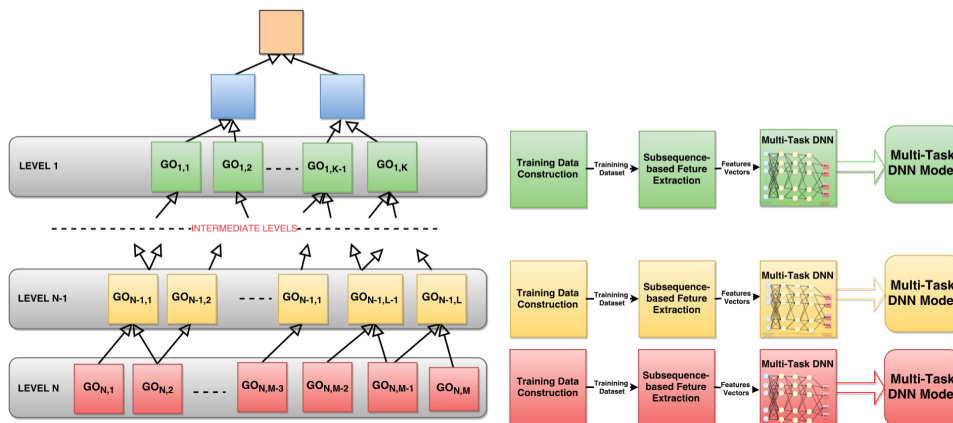 LEVEL 1
GO1,1
GO1,2
GO1,K-1
GO1,K
INTERMEDIATE LEVELS
LEVEL N-1
GON-1,1
GON-1,2
GON-1,1
GON-1,L-1
GON-1,L
LEVEL N
GON,1
GON,2
GON,M-3
GON,M-2
GON,M-1
GON,M
Training Data
Construction
Trainining
Dataset
Subsequence-
based Feture
Extraction
Features
Vectors
Multi-Task DNN
Multi-Task
DNN Model
Training Data
Construction
Trainining
Dataset
Subsequence-
based Feture
Extraction
Features
Vectors
Multi-Task DNN
Multi-Task
DNN Model
Training Data
Construction
Trainining
Dataset
Subsequence-
based Feture
Extraction
Features
Vectors
Multi-Task DNN
Multi-Task
DNN Model